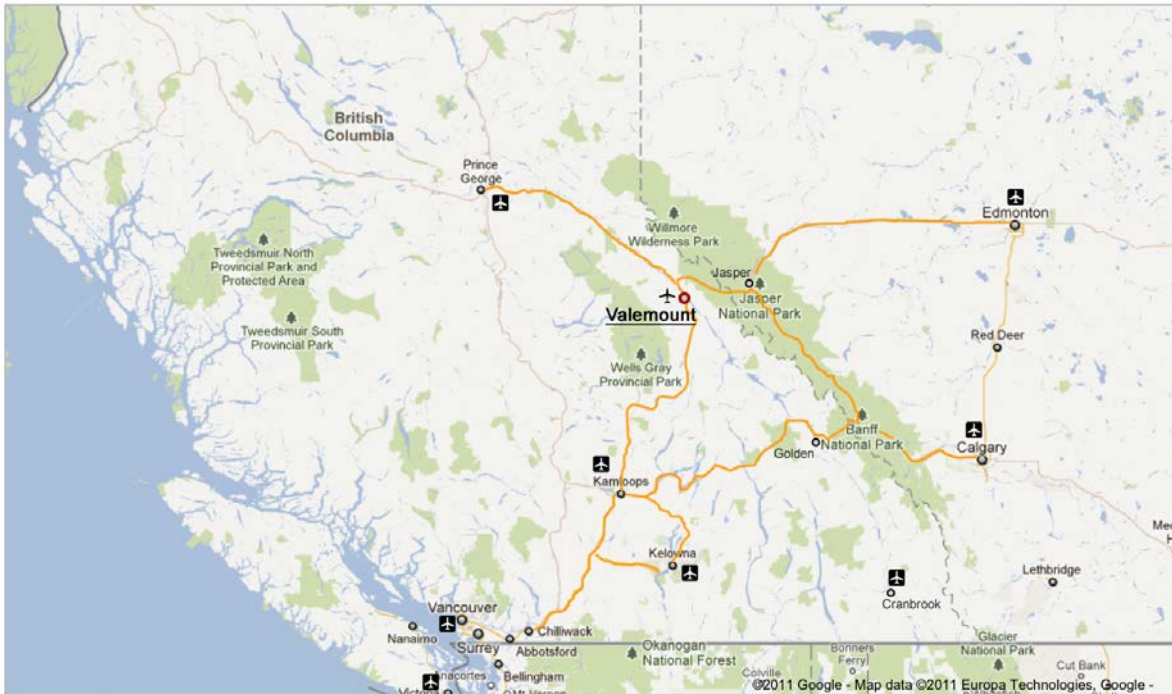 British
Columbia
Prince
George
Willmore
Wilderness Park
Edmonton
Tweedsmuir North
Provincial Park and
Protected Area
Jasper
Jasper
National Park
Valemount
Tweedsmuir South
Provincial Park
Red Deer
Wells Gray
Provincial Park
Banff
National Park
Golden
Calgary
Kamloops
Kelowna
Lethbridge
Cranbrook
Vancouver
Nanaimo
Surrey
Chilliwack
Abbotsford
Okanogan
National Forest
Glacier
National Park
Bonners
Ferry
Cut Bank
Colville
Bellingham
©2011 Google - Map data ©2011 Europa Technologies, Google -